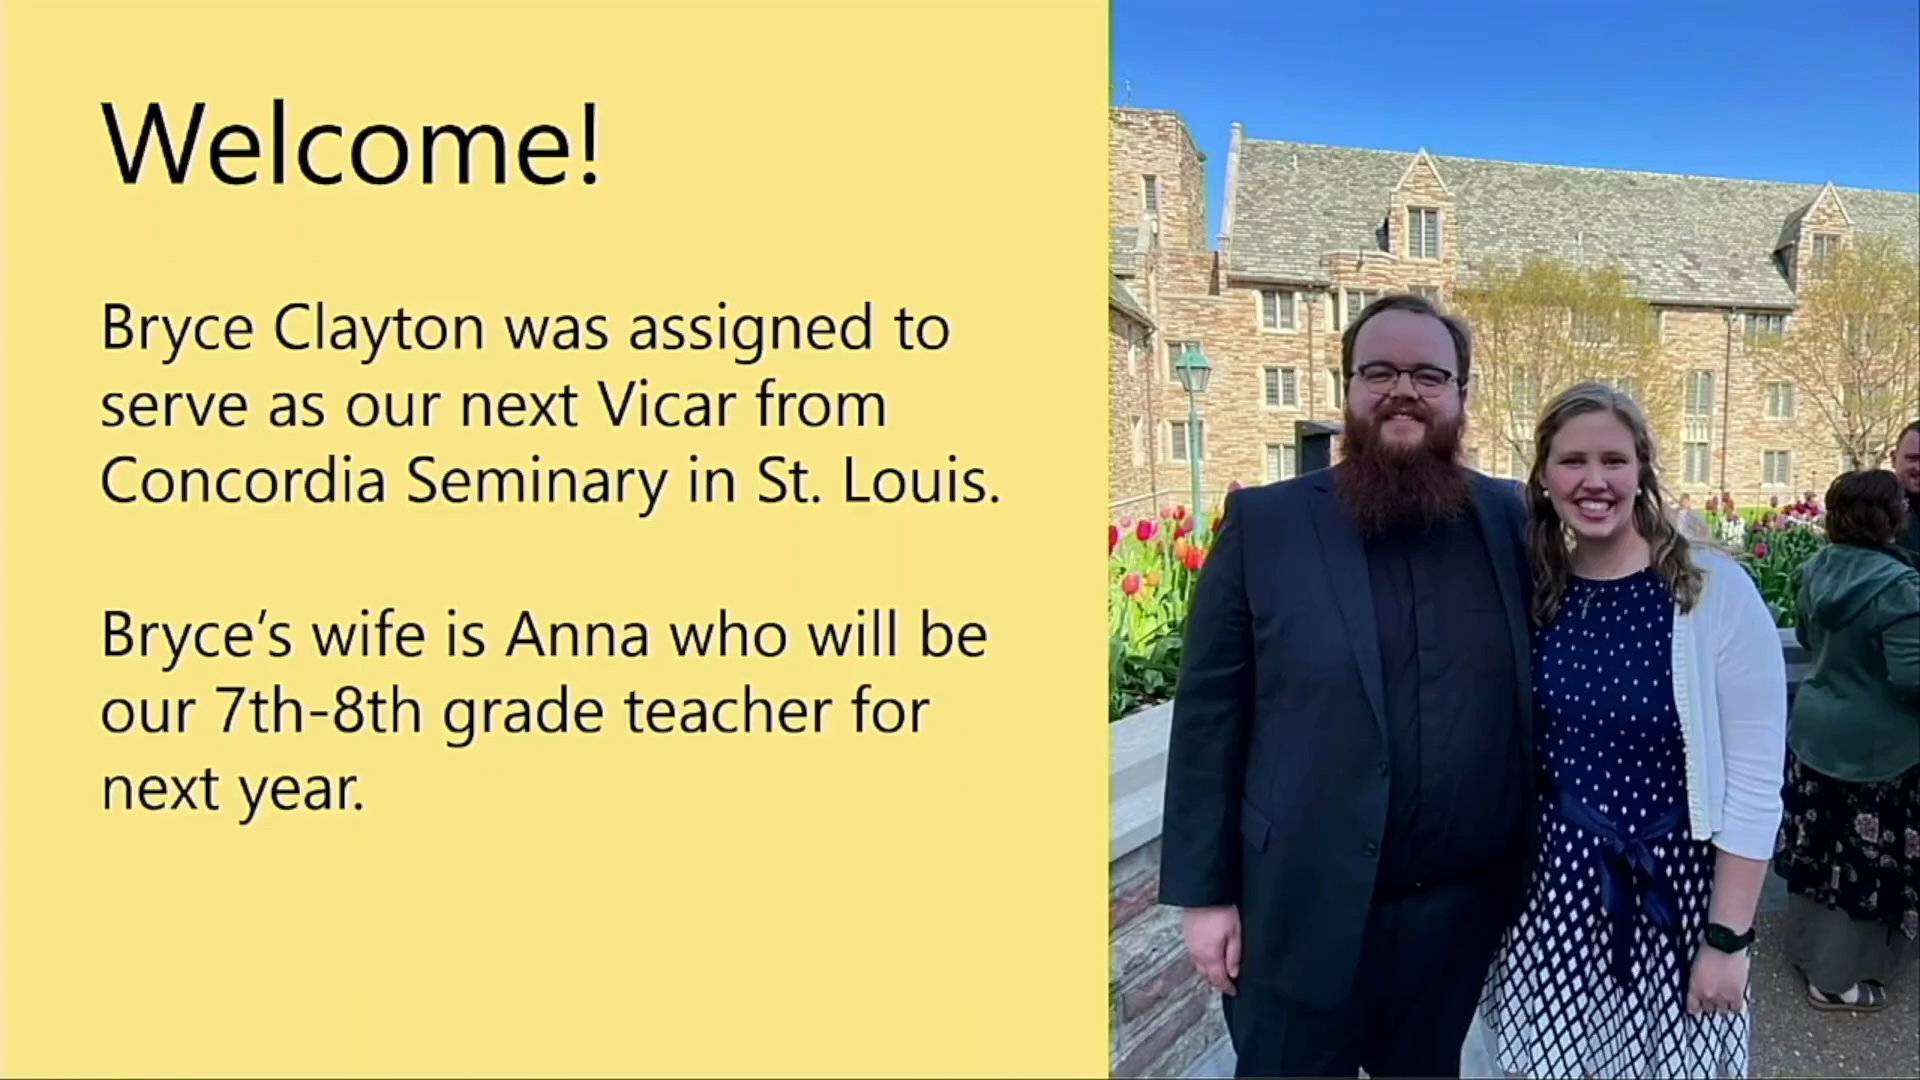 Welcome!
Bryce Clayton was assigned to
serve as our next Vicar from
Concordia Seminary in St. Louis.
Bryce’s wife is Anna who will be
our 7th-8th grade teacher for
next year.